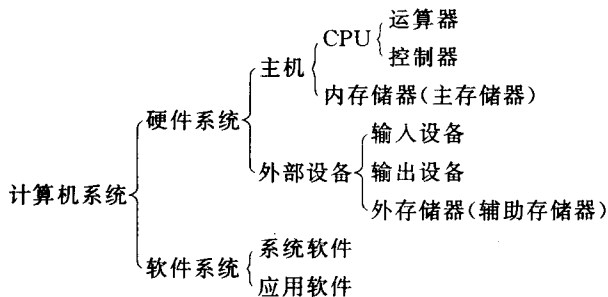 运算器
CPU
控制器
主机
内存储器(主存储器)
硬件系统
输入设备
外部设备
输出设备
外存储器(辅助存储器)
计算机系统
系统软件
软件系统
应用软件